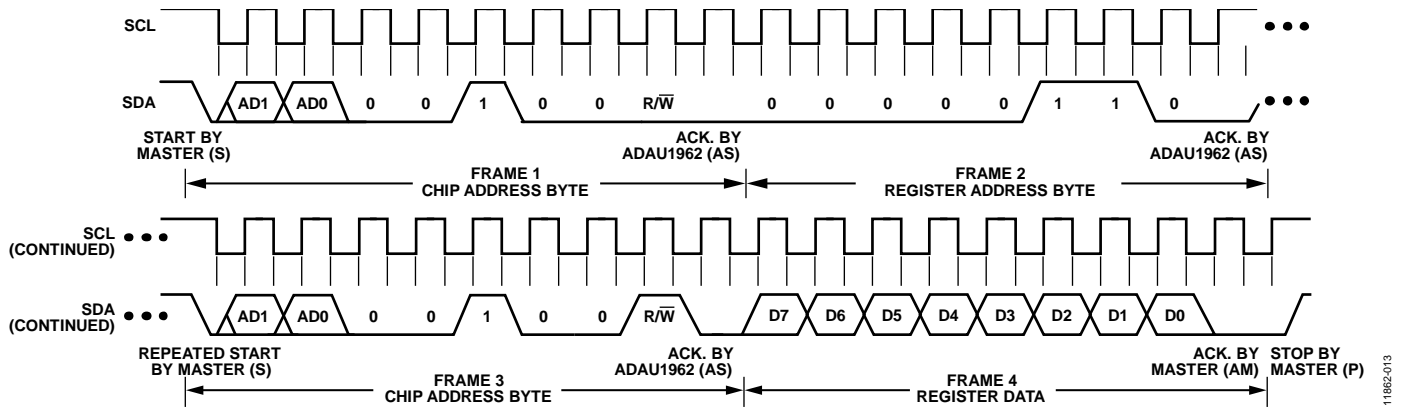 SCL
SDA
AD1 AD0 0 0 1 0 0 R/W̅ 0 0 0 0 0 1 1 0
START BY
MASTER (S)
ACK. BY
ADAU1962 (AS)
ACK. BY
ADAU1962 (AS)
FRAME 1
CHIP ADDRESS BYTE
FRAME 2
REGISTER ADDRESS BYTE
SCL
(CONTINUED)
SDA
(CONTINUED)
AD1 AD0 0 0 1 0 0 R/W̅ D7 D6 D5 D4 D3 D2 D1 D0
REPEATED START
BY MASTER (S)
ACK. BY
ADAU1962 (AS)
ACK. BY
MASTER (AM)
STOP BY
MASTER (P)
FRAME 3
CHIP ADDRESS BYTE
FRAME 4
REGISTER DATA
11862-013